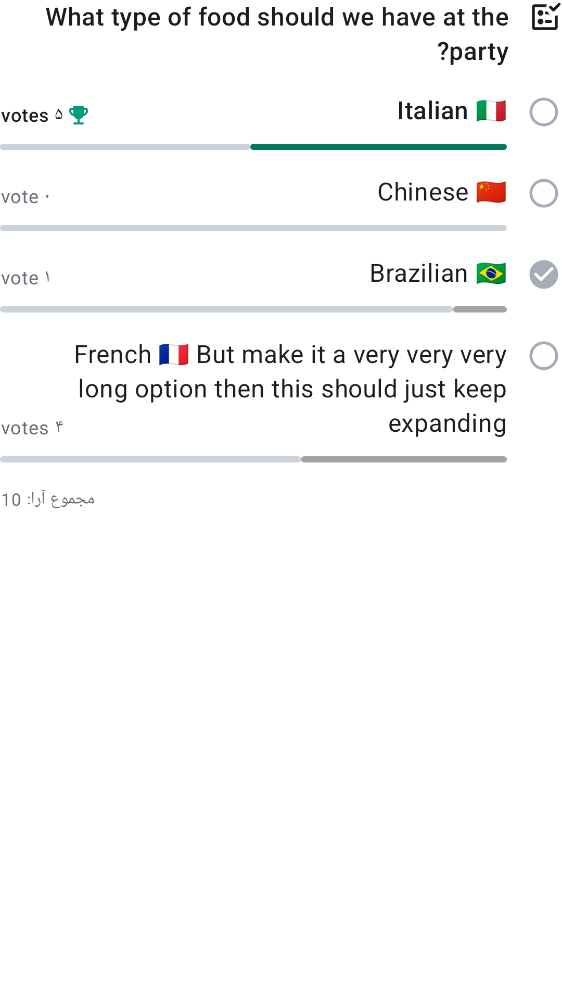 What type of food should we have at the
party?
Italian 🇮🇹
۵ votes
Chinese 🇨🇳
۰ vote
Brazilian 🇧🇷
۱ vote
French 🇫🇷 But make it a very very very
long option then this should just keep
expanding
۴ votes
مجموع آرا: 10